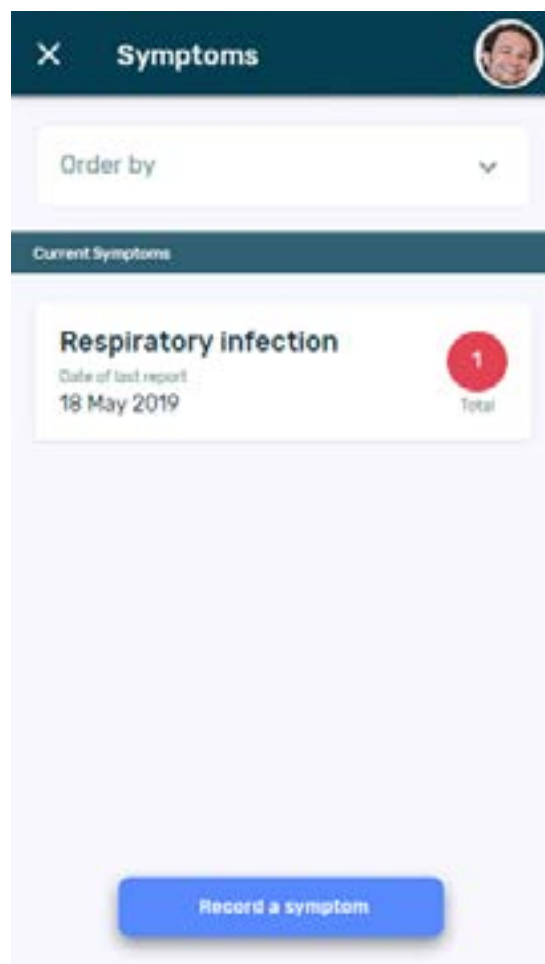 Symptoms
Order by
Current Symptoms
Respiratory infection
1
Date of last report
18 May 2019
Total
Record a symptom